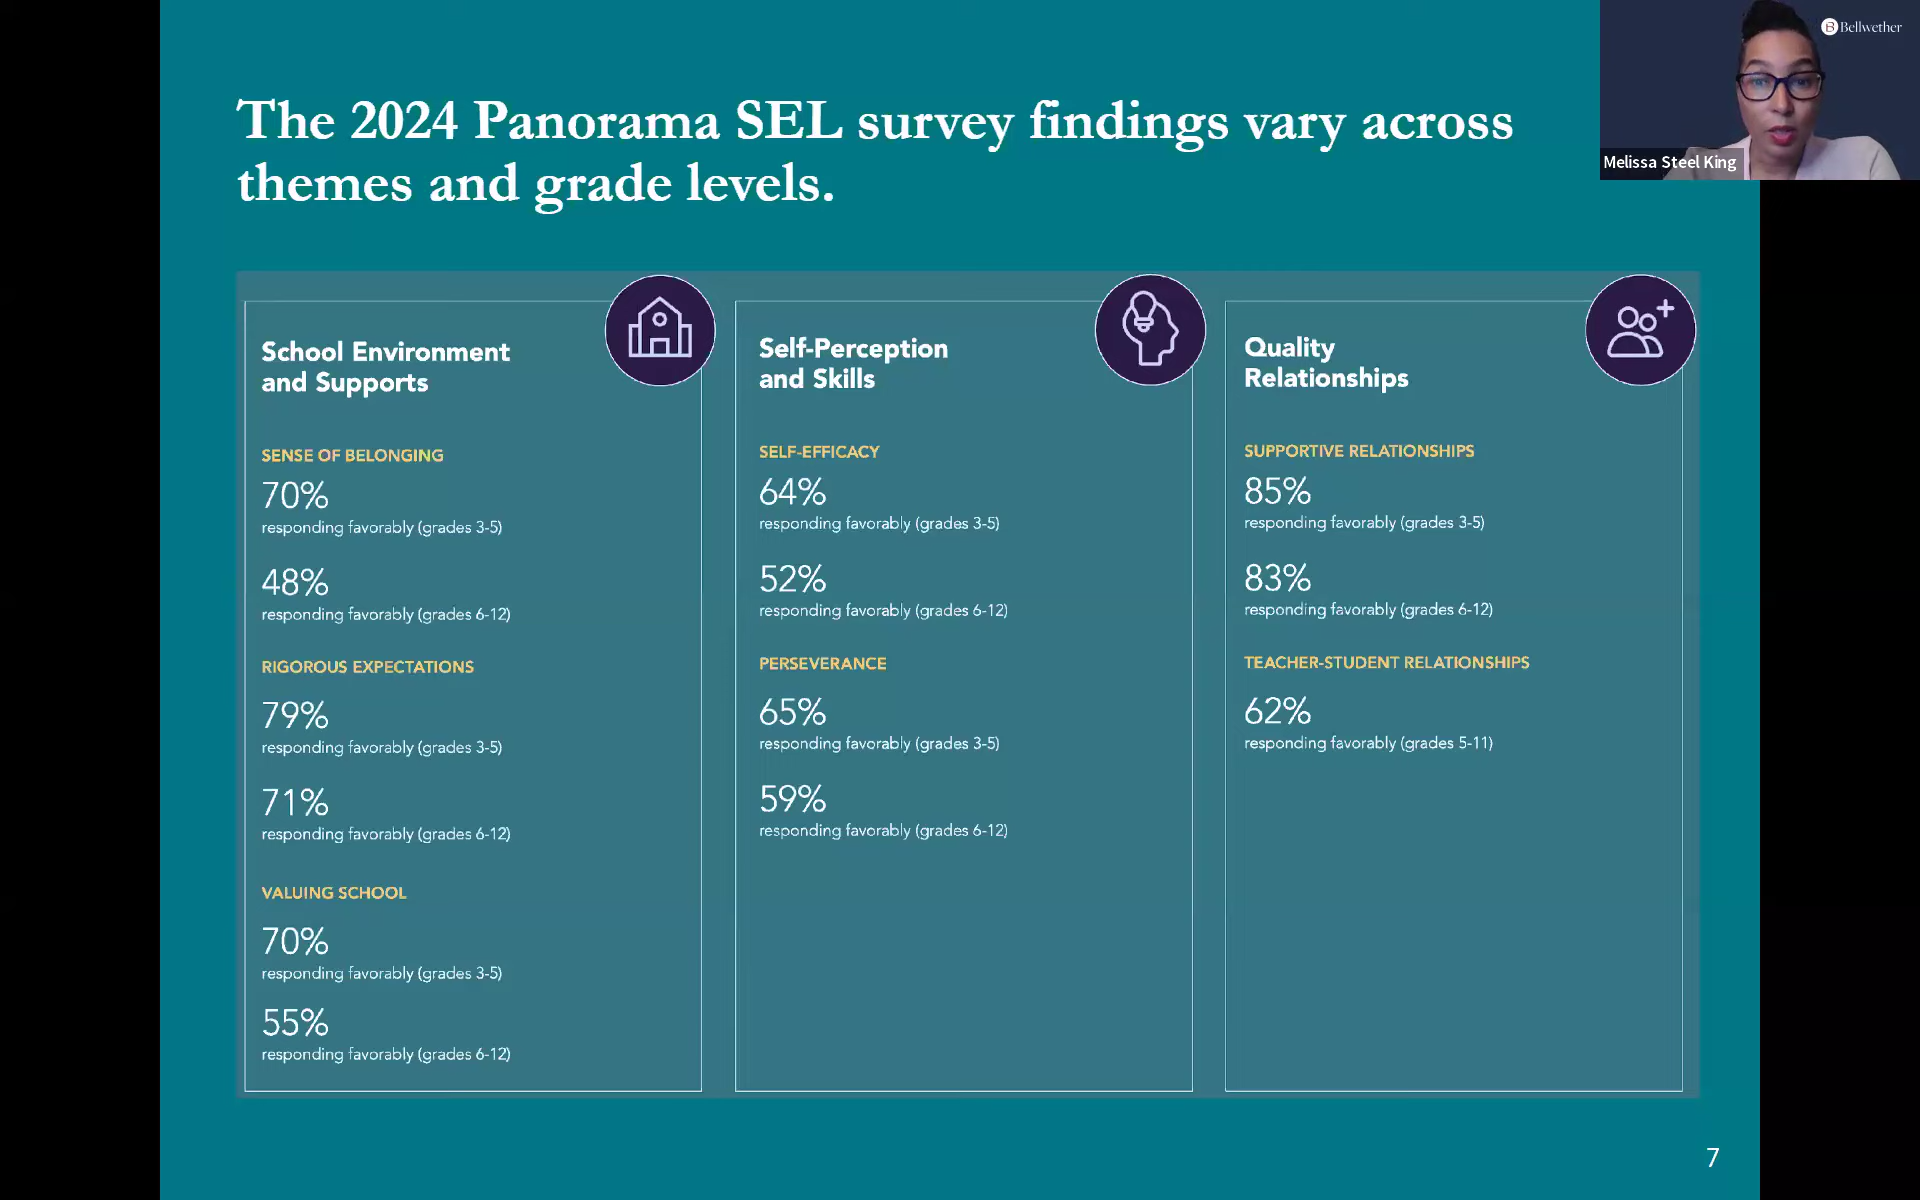 The 2024 Panorama SEL survey findings vary across
themes and grade levels.
Bellwether
Melissa Steel King
School Environment
and Supports
SENSE OF BELONGING
70%
responding favorably (grades 3-5)
48%
responding favorably (grades 6-12)
RIGOROUS EXPECTATIONS
79%
responding favorably (grades 3-5)
71%
responding favorably (grades 6-12)
VALUING SCHOOL
70%
responding favorably (grades 3-5)
55%
responding favorably (grades 6-12)
Self-Perception
and Skills
SELF-EFFICACY
64%
responding favorably (grades 3-5)
52%
responding favorably (grades 6-12)
PERSEVERANCE
65%
responding favorably (grades 3-5)
59%
responding favorably (grades 6-12)
Quality
Relationships
SUPPORTIVE RELATIONSHIPS
85%
responding favorably (grades 3-5)
83%
responding favorably (grades 6-12)
TEACHER-STUDENT RELATIONSHIPS
62%
responding favorably (grades 5-11)
7